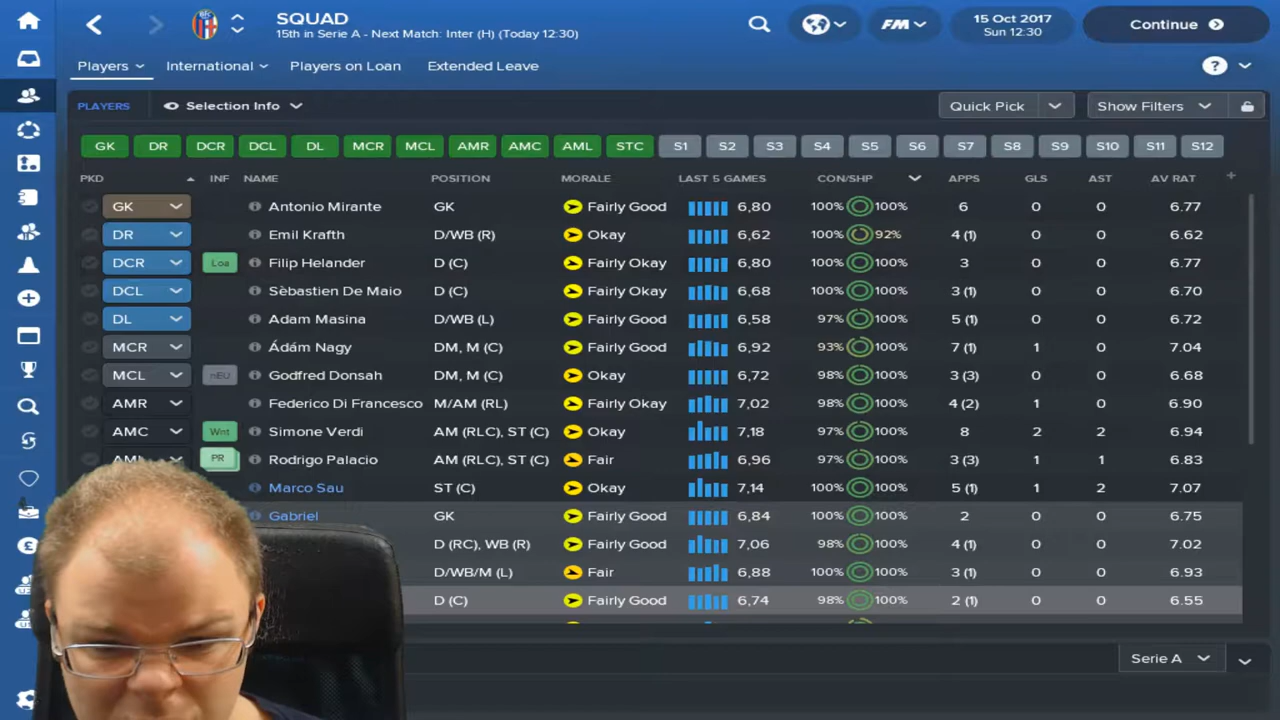 SQUAD
15th in Serie A - Next Match: Inter (H) (Today 12:30)
FM
15 Oct 2017
Sun 12:30
Continue
Players International Players on Loan Extended Leave
?
PLAYERS Selection Info Quick Pick Show Filters
GK DR DCR DCL DL MCR MCL AMR AMC AML STC S1 S2 S3 S4 S5 S6 S7 S8 S9 S10 S11 S12
PKD INF NAME POSITION MORALE LAST 5 GAMES CON/SHP APPS GLS AST AV RAT +
GK Antonio Mirante GK Fairly Good 6,80 100% 100% 6 0 0 6.77
DR Emil Krafth D/WB (R) Okay 6,62 100% 92% 4 (1) 0 0 6.62
DCR Loa Filip Helander D (C) Fairly Okay 6,80 100% 100% 3 0 0 6.77
DCL Sèbastien De Maio D (C) Fairly Okay 6,68 100% 100% 3 (1) 0 0 6.70
DL Adam Masina D/WB (L) Fairly Good 6,58 97% 100% 5 (1) 0 0 6.72
MCR Ádám Nagy DM, M (C) Fairly Good 6,92 93% 100% 7 (1) 1 0 7.04
MCL nEU Godfred Donsah DM, M (C) Okay 6,72 98% 100% 3 (3) 0 0 6.68
AMR Federico Di Francesco M/AM (RL) Fairly Okay 7,02 98% 100% 4 (2) 1 0 6.90
AMC Wnt Simone Verdi AM (RLC), ST (C) Okay 7,18 97% 100% 8 2 2 6.94
PR Rodrigo Palacio AM (RLC), ST (C) Fair 6,96 97% 100% 3 (3) 1 1 6.83
Marco Sau ST (C) Okay 7,14 100% 100% 5 (1) 1 2 7.07
Gabriel GK Fairly Good 6,84 100% 100% 2 0 0 6.75
D (RC), WB (R) Fairly Good 7,06 98% 100% 4 (1) 0 0 7.02
D/WB/M (L) Fair 6,88 100% 100% 3 (1) 0 0 6.93
D (C) Fairly Good 6,74 98% 100% 2 (1) 0 0 6.55
Serie A